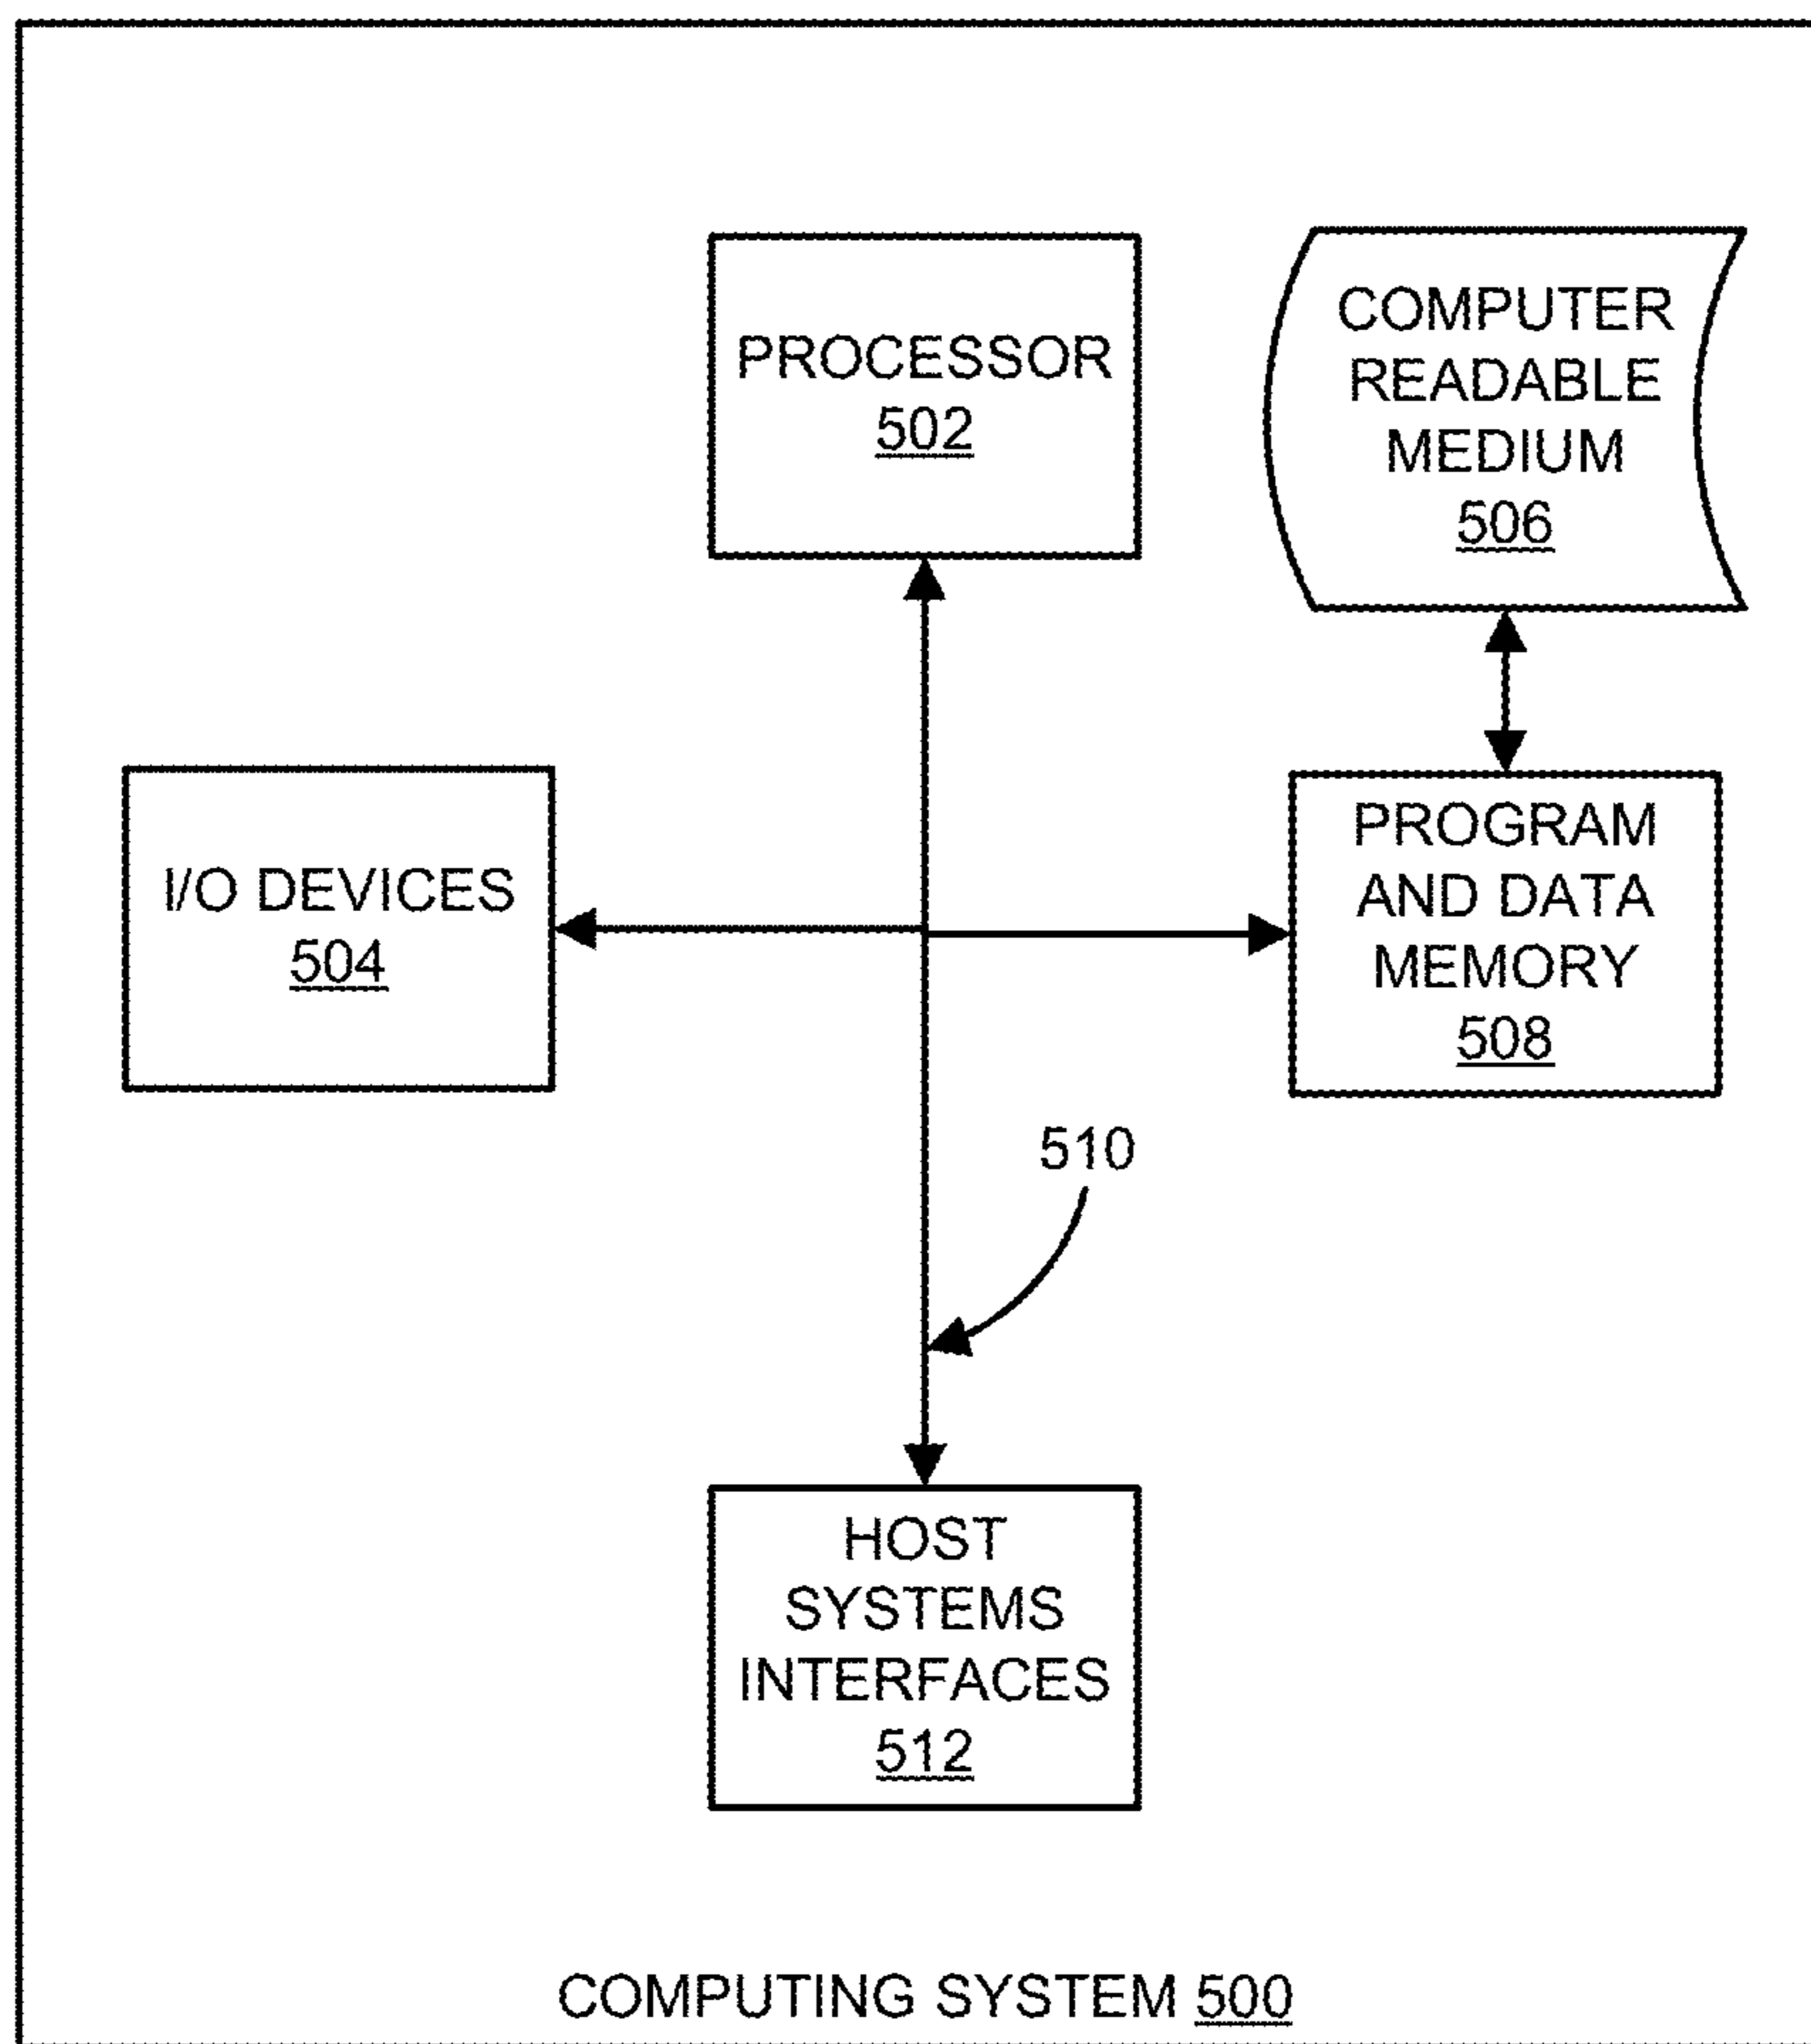 PROCESSOR
502
COMPUTER
READABLE
MEDIUM
506
I/O DEVICES
504
PROGRAM
AND DATA
MEMORY
508
510
HOST
SYSTEMS
INTERFACES
512
COMPUTING SYSTEM 500